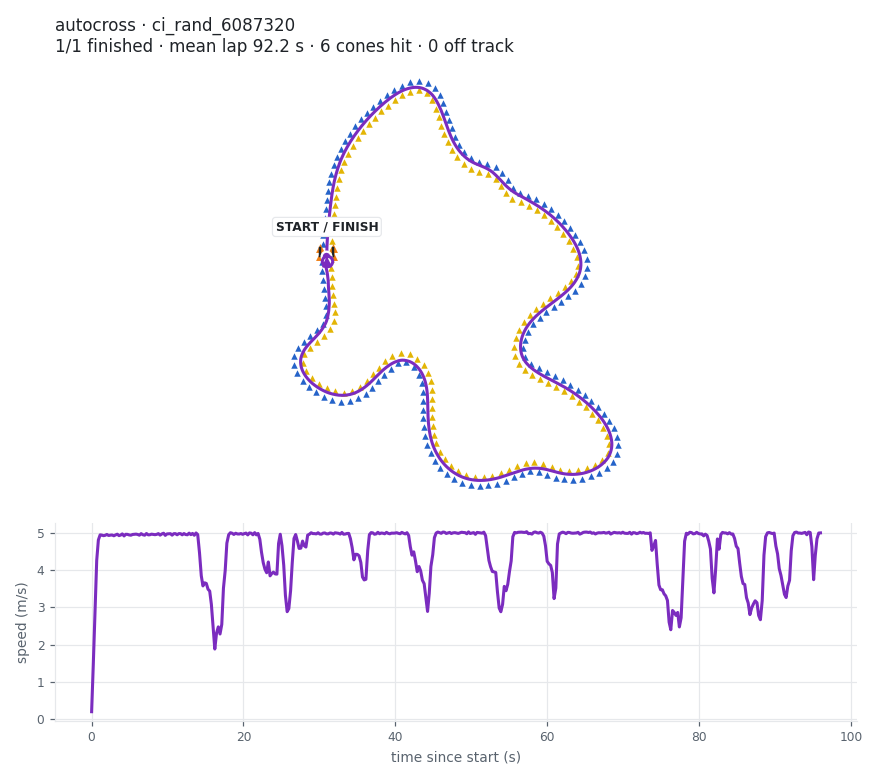 autocross · ci_rand_6087320
1/1 finished · mean lap 92.2 s · 6 cones hit · 0 off track
START / FINISH
5
4
3
2
1
0
speed (m/s)
0 20 40 60 80 100
time since start (s)